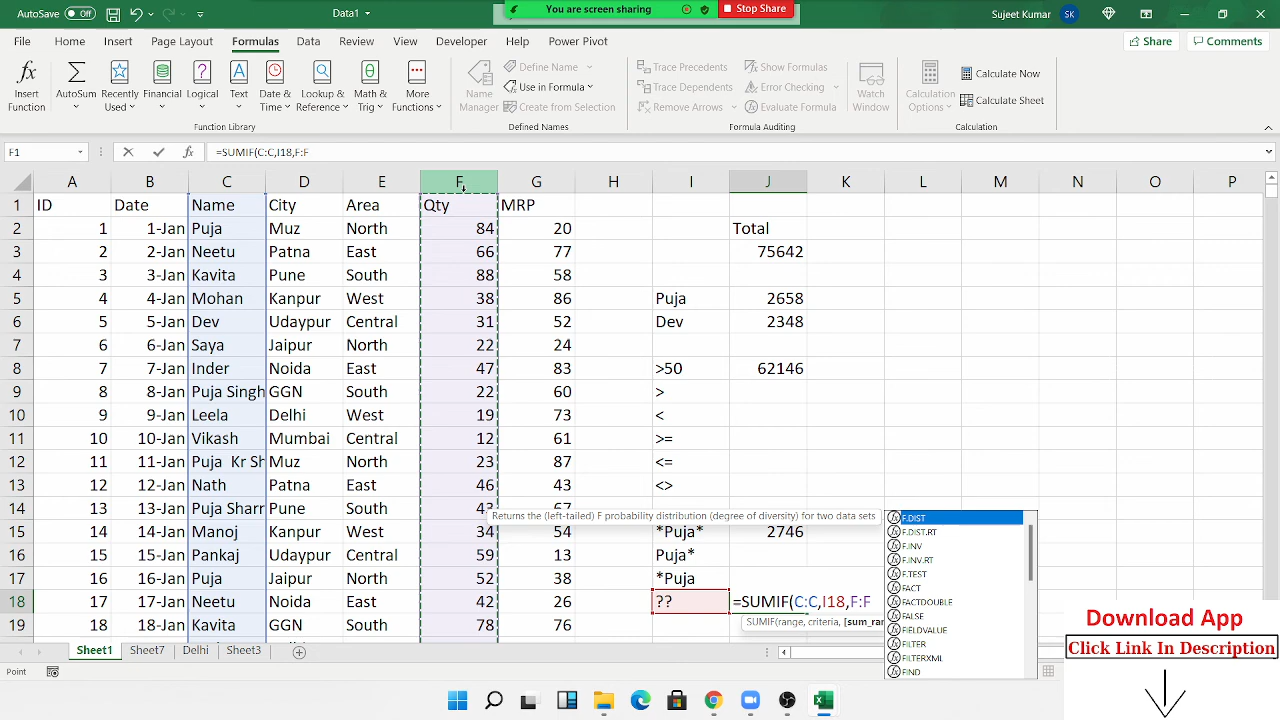 AutoSave Off Data1 You are screen sharing Stop Share Sujeet Kumar SK
File Home Insert Page Layout Formulas Data Review View Developer Help Power Pivot Share Comments
Insert Function
AutoSum
Recently Used
Financial
Logical
Text
Date & Time
Lookup & Reference
Math & Trig
More Functions
Function Library
Name Manager
Define Name
Use in Formula
Create from Selection
Defined Names
Trace Precedents
Trace Dependents
Remove Arrows
Show Formulas
Error Checking
Evaluate Formula
Formula Auditing
Watch Window
Calculation Options
Calculate Now
Calculate Sheet
Calculation
F1 fx =SUMIF(C:C,I18,F:F
A B C D E F G H I J K L M N O P
1 ID Date Name City Area Qty MRP
2 1 1-Jan Puja Muz North 84 20 Total
3 2 2-Jan Neetu Patna East 66 77 75642
4 3 3-Jan Kavita Pune South 88 58
5 4 4-Jan Mohan Kanpur West 38 86 Puja 2658
6 5 5-Jan Dev Udaypur Central 31 52 Dev 2348
7 6 6-Jan Saya Jaipur North 22 24
8 7 7-Jan Inder Noida East 47 83 >50 62146
9 8 8-Jan Puja Singh GGN South 22 60 >
10 9 9-Jan Leela Delhi West 19 73 <
11 10 10-Jan Vikash Mumbai Central 12 61 >=
12 11 11-Jan Puja Kr Sh Muz North 23 87 <=
13 12 12-Jan Nath Patna East 46 43 <>
14 13 13-Jan Puja Sharr Pune South 43 67
Returns the (left-tailed) F probability distribution (degree of diversity) for two data sets
15 14 14-Jan Manoj Kanpur West 34 54 *Puja* 2746
16 15 15-Jan Pankaj Udaypur Central 59 13 Puja*
17 16 16-Jan Puja Jaipur North 52 38 *Puja
18 17 17-Jan Neetu Noida East 42 26 ?? =SUMIF(C:C,I18,F:F
19 18 18-Jan Kavita GGN South 78 76
SUMIF(range, criteria, [sum_rar
F.DIST
F.DIST.RT
F.INV
F.INV.RT
F.TEST
FACT
FACTDOUBLE
FALSE
FIELDVALUE
FILTER
FILTERXML
FIND
Sheet1 Sheet7 Delhi Sheet3
Point
Download App
Click Link In Description